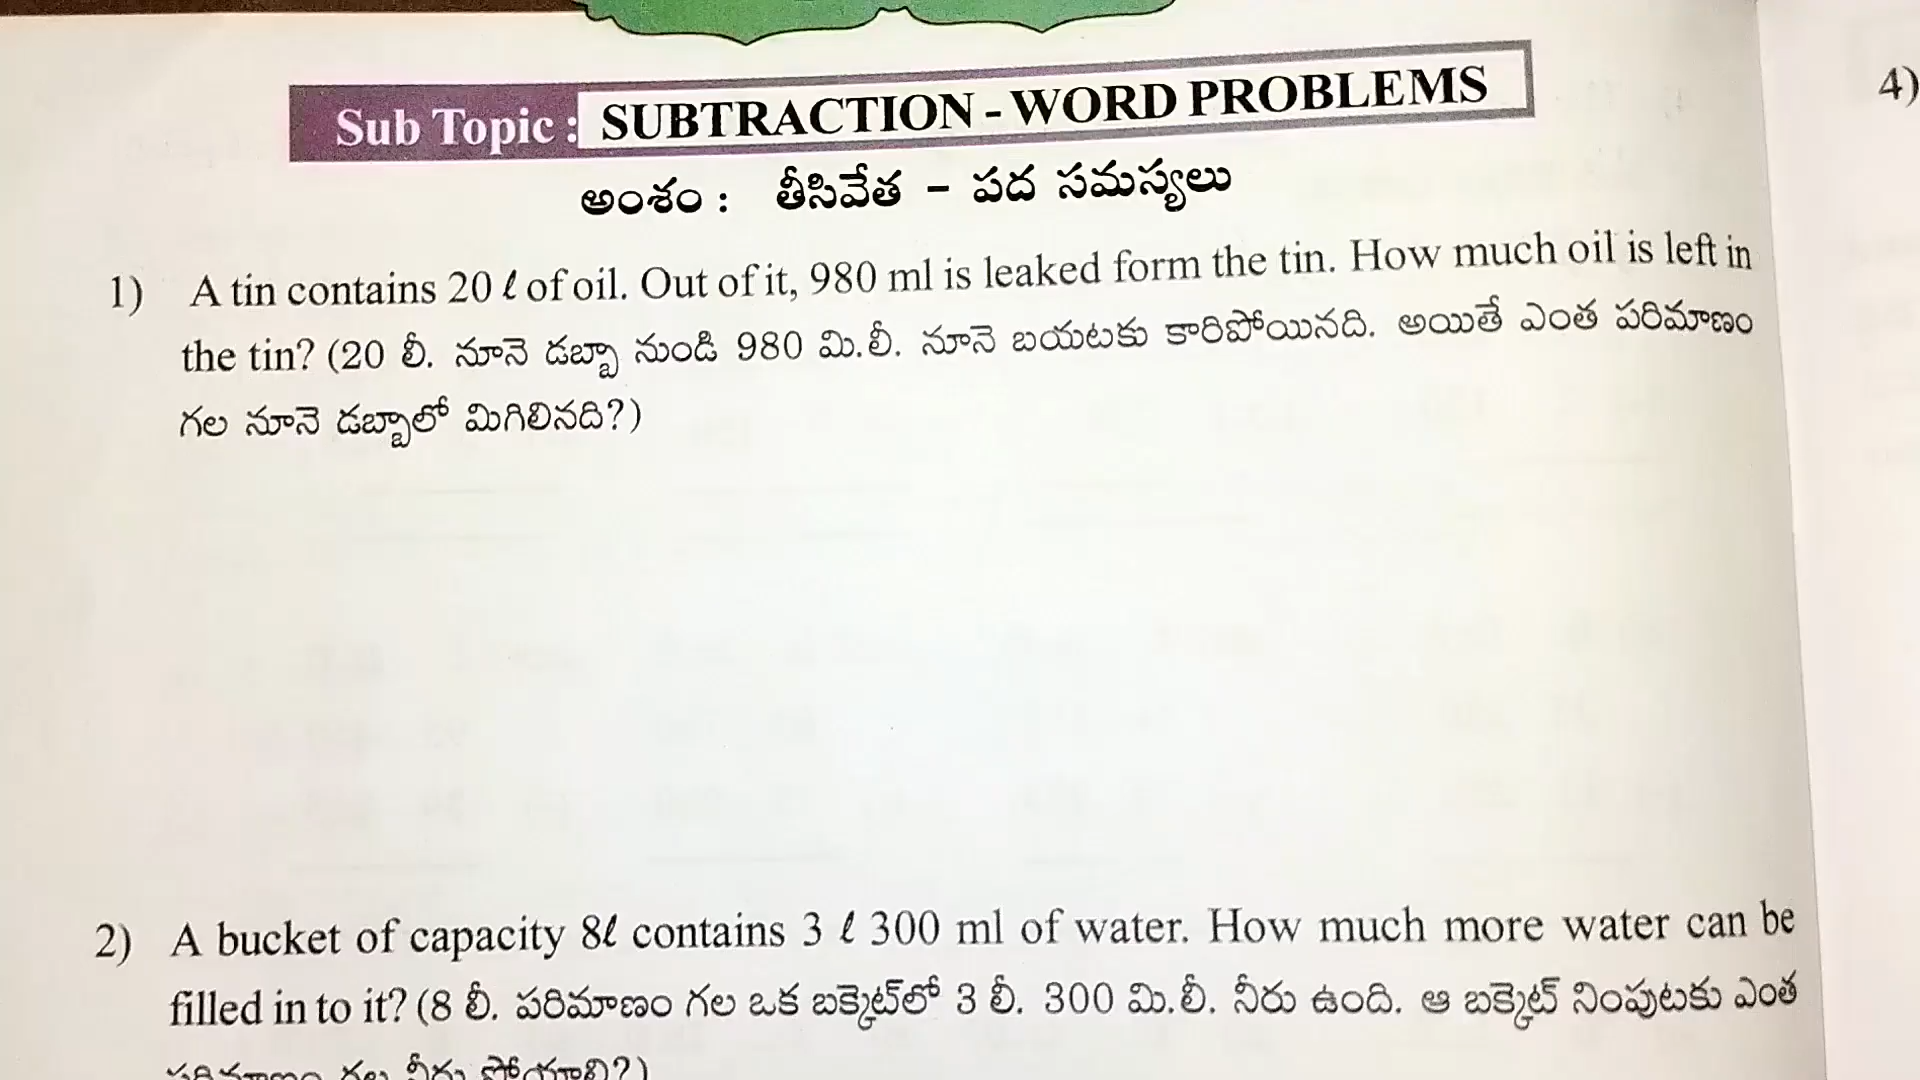 Sub Topic : SUBTRACTION - WORD PROBLEMS
4)
అంశం : తీసివేత - పద సమస్యలు
1) A tin contains 20 ℓ of oil. Out of it, 980 ml is leaked form the tin. How much oil is left in
the tin? (20 లీ. నూనె డబ్బా నుండి 980 మి.లీ. నూనె బయటకు కారిపోయినది. అయితే ఎంత పరిమాణం
గల నూనె డబ్బాలో మిగిలినది?)
2) A bucket of capacity 8ℓ contains 3 ℓ 300 ml of water. How much more water can be
filled in to it? (8 లీ. పరిమాణం గల ఒక బక్కెట్‌లో 3 లీ. 300 మి.లీ. నీరు ఉంది. ఆ బక్కెట్ నింపుటకు ఎంత
పరిమాణం గల నీరు పోయాలి?)